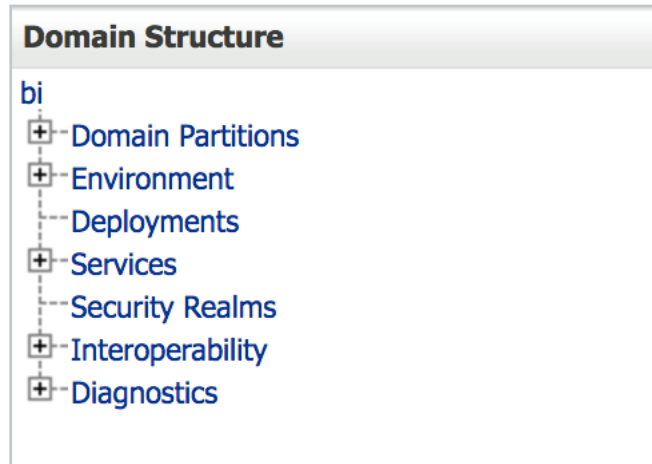 Domain Structure
bi
Domain Partitions
Environment
Deployments
Services
Security Realms
Interoperability
Diagnostics